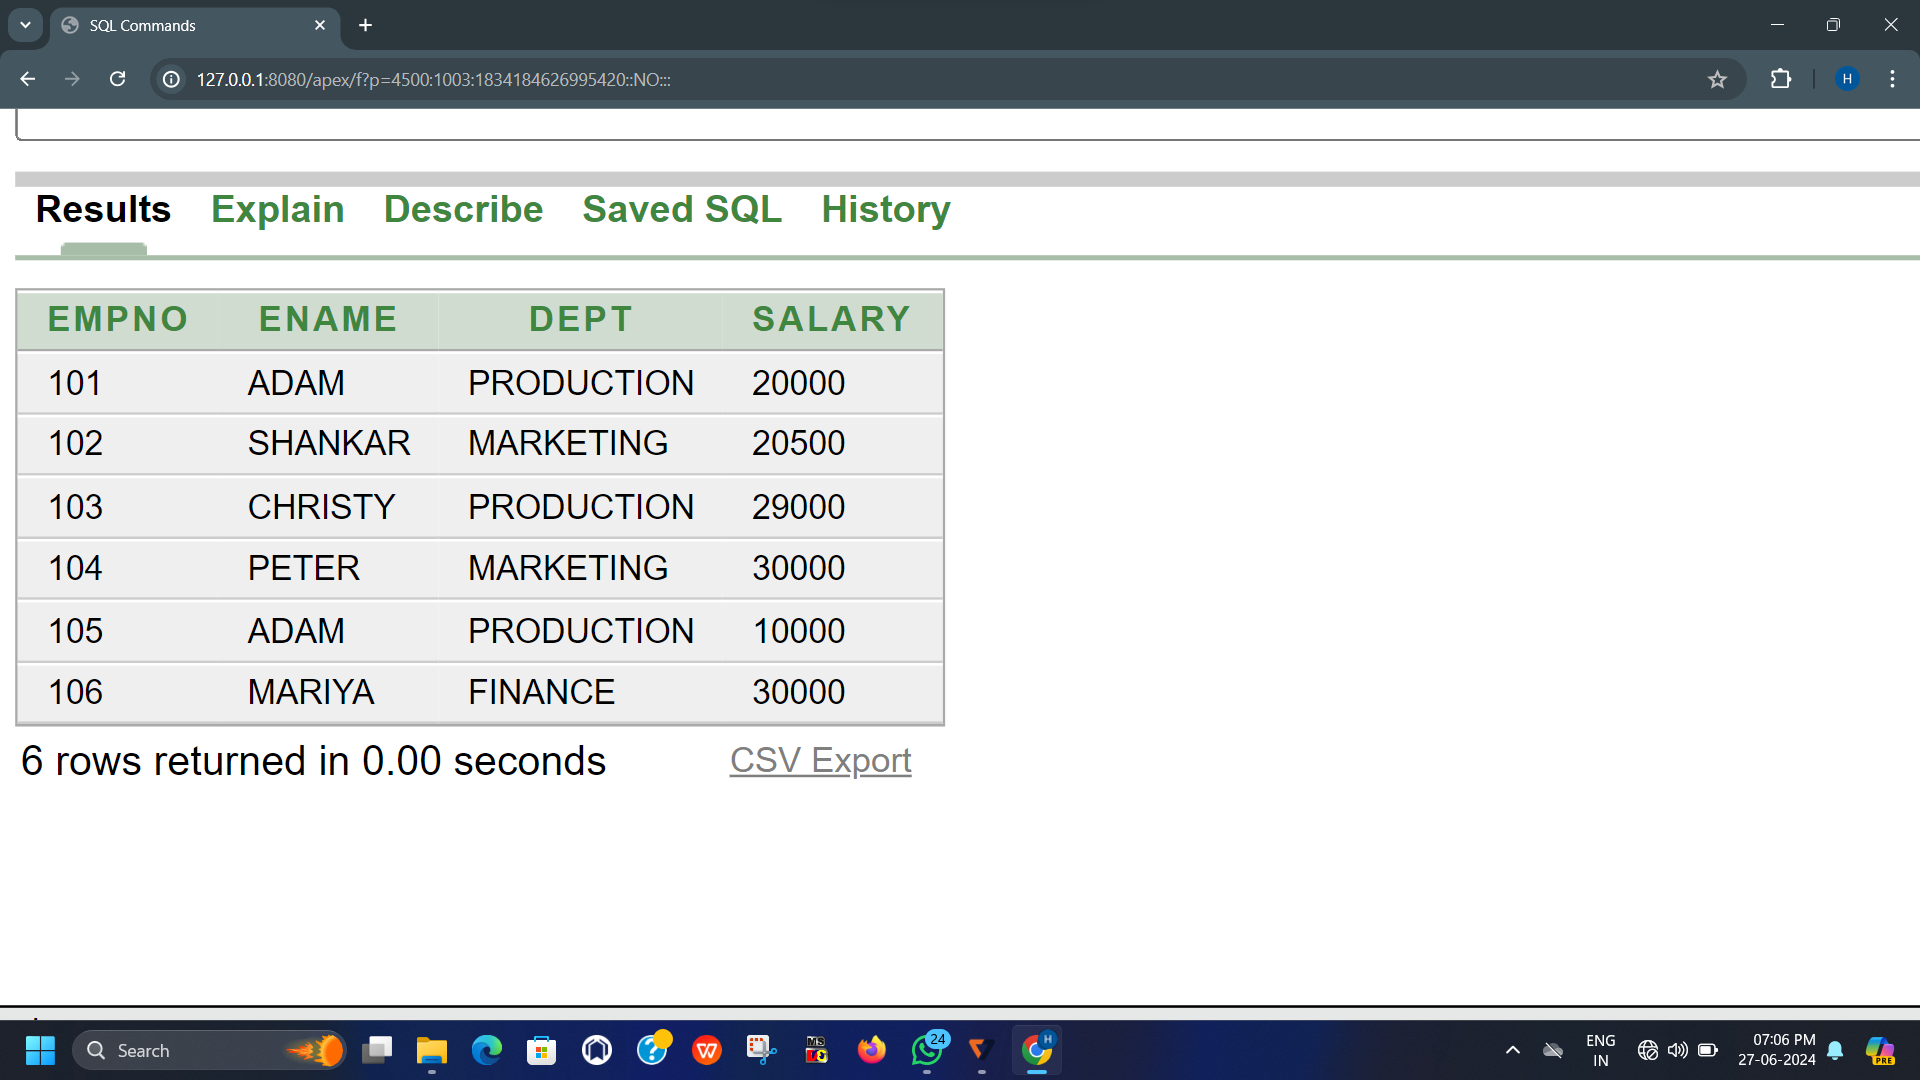 SQL Commands
127.0.0.1:8080/apex/f?p=4500:1003:1834184626995420::NO:::
H
Results Explain Describe Saved SQL History
EMPNO ENAME DEPT SALARY
101 ADAM PRODUCTION 20000
102 SHANKAR MARKETING 20500
103 CHRISTY PRODUCTION 29000
104 PETER MARKETING 30000
105 ADAM PRODUCTION 10000
106 MARIYA FINANCE 30000
6 rows returned in 0.00 seconds CSV Export
Search
MS
24
H
ENG
IN
07:06 PM
27-06-2024
PRE